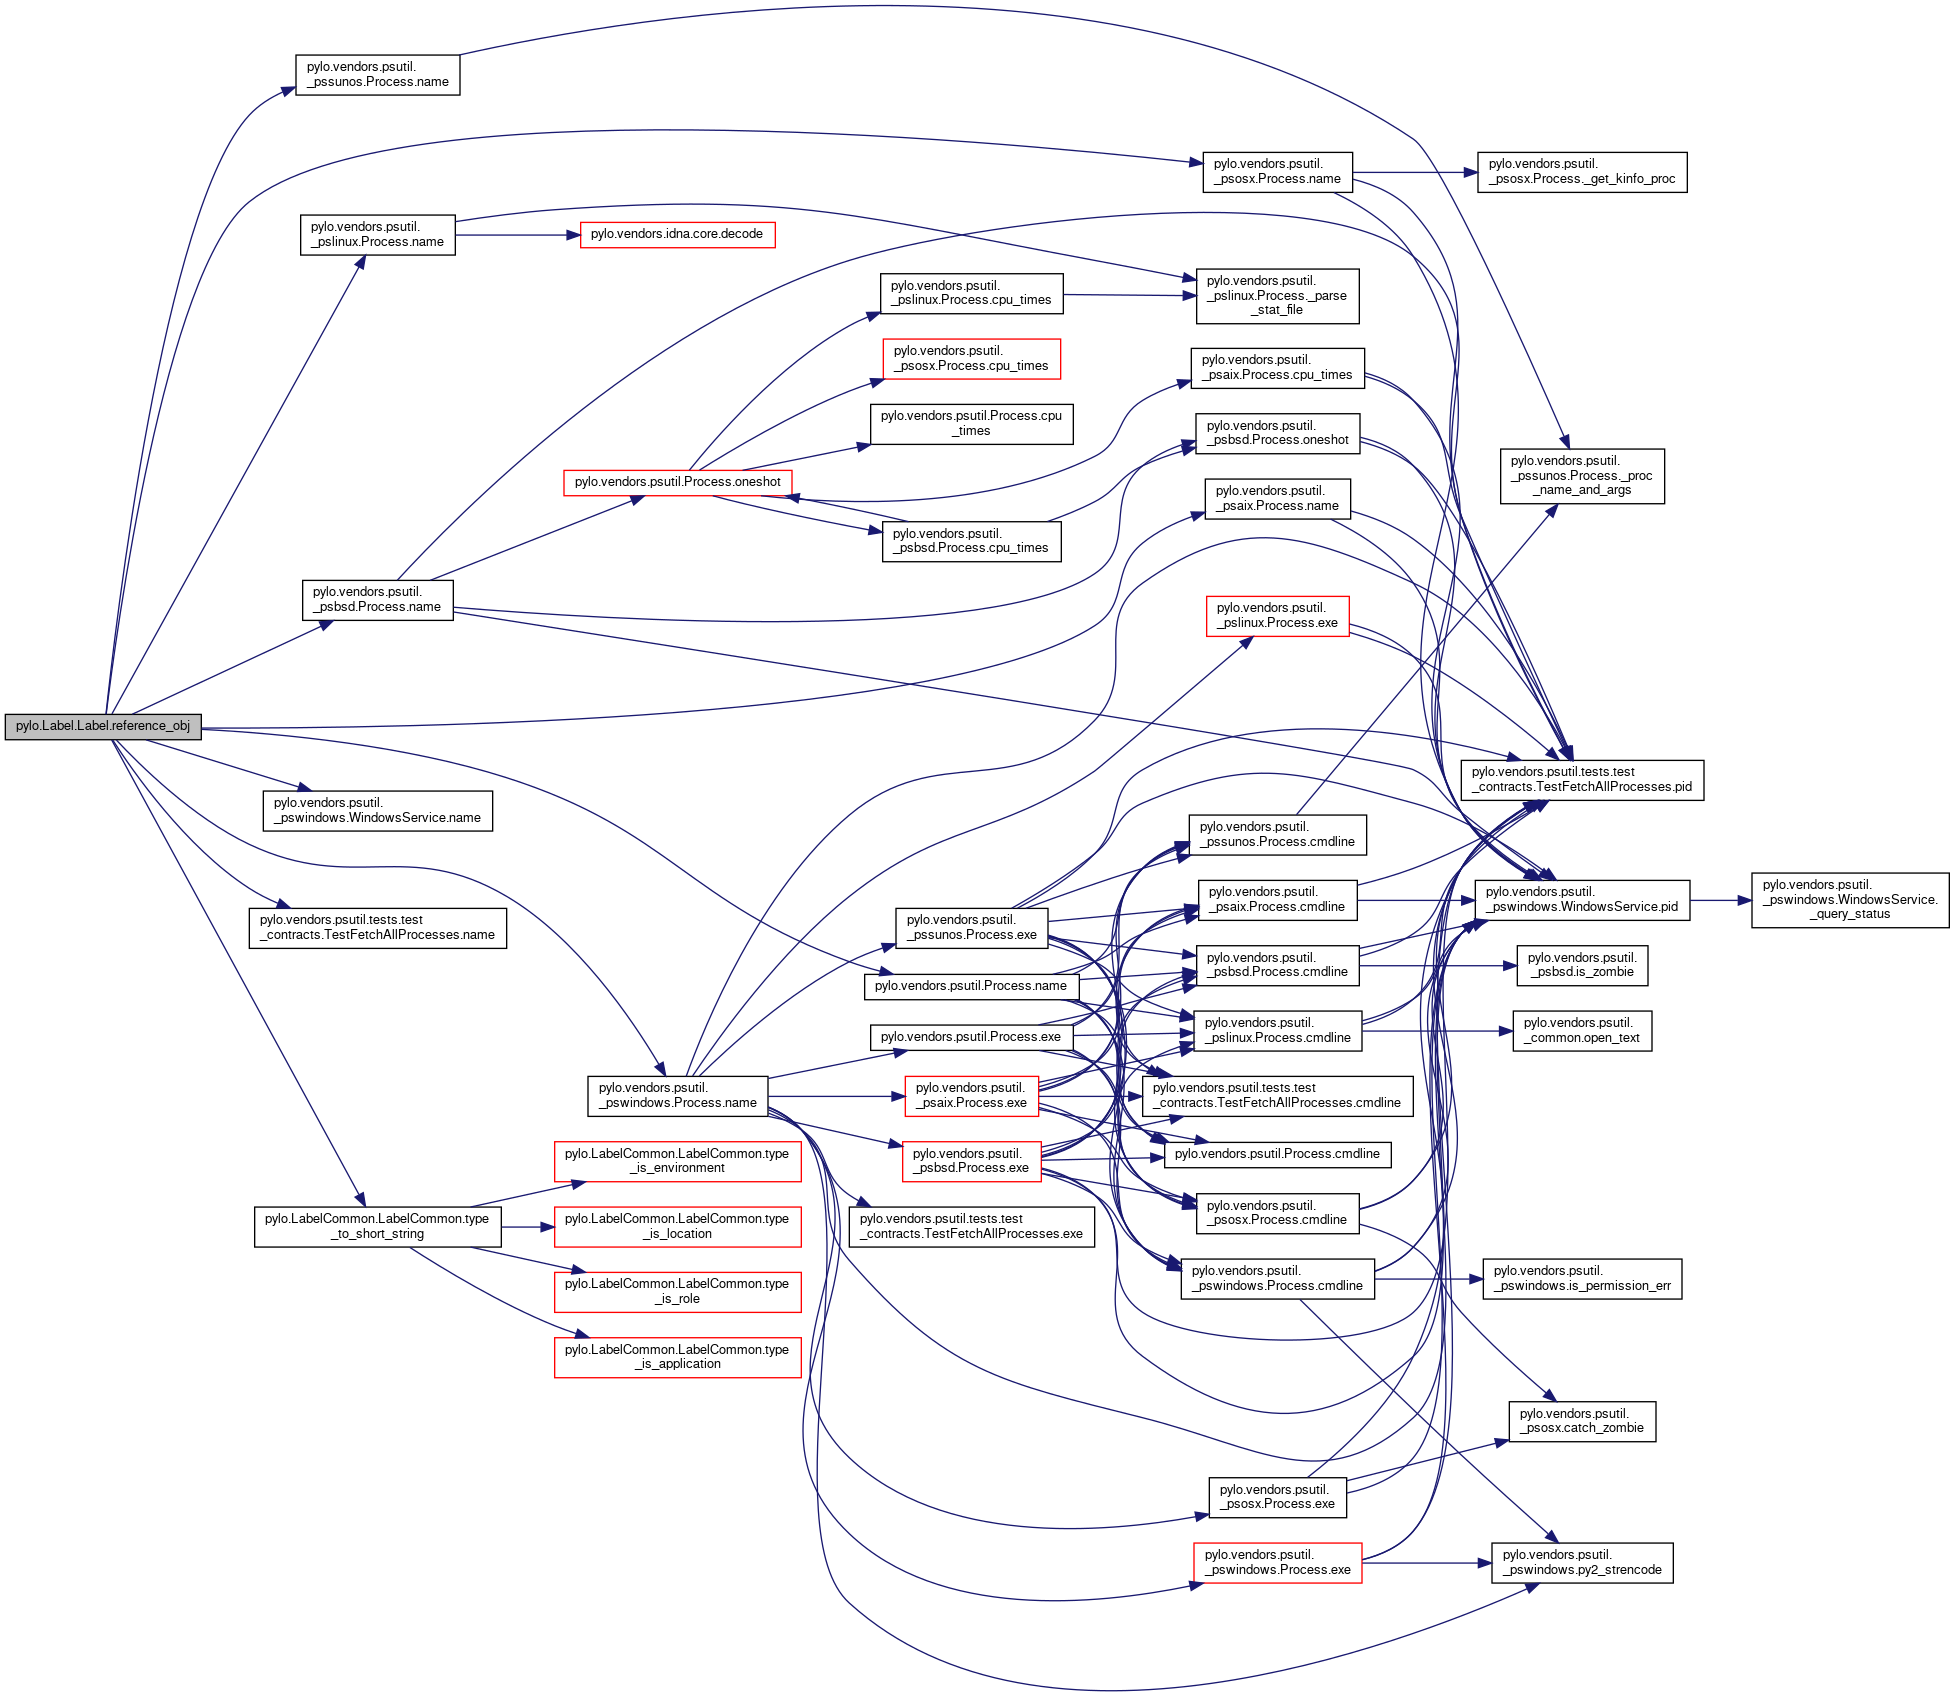 pylo.vendors.psutil.
_pssunos.Process.name
pylo.vendors.psutil.
_psosx.Process.name
pylo.vendors.psutil.
_psosx.Process._get_kinfo_proc
pylo.vendors.psutil.
_pslinux.Process.name
pylo.vendors.idna.core.decode
pylo.vendors.psutil.
_pslinux.Process.cpu_times
pylo.vendors.psutil.
_pslinux.Process._parse
_stat_file
pylo.vendors.psutil.
_psosx.Process.cpu_times
pylo.vendors.psutil.
_psaix.Process.cpu_times
pylo.vendors.psutil.Process.cpu
_times
pylo.vendors.psutil.
_psbsd.Process.oneshot
pylo.vendors.psutil.
_pssunos.Process._proc
_name_and_args
pylo.vendors.psutil.Process.oneshot
pylo.vendors.psutil.
_psaix.Process.name
pylo.vendors.psutil.
_psbsd.Process.cpu_times
pylo.vendors.psutil.
_psbsd.Process.name
pylo.vendors.psutil.
_pslinux.Process.exe
pylo.Label.Label.reference_obj
pylo.vendors.psutil.tests.test
_contracts.TestFetchAllProcesses.pid
pylo.vendors.psutil.
_pswindows.WindowsService.name
pylo.vendors.psutil.
_pssunos.Process.cmdline
pylo.vendors.psutil.
_psaix.Process.cmdline
pylo.vendors.psutil.
_pswindows.WindowsService.pid
pylo.vendors.psutil.
_pswindows.WindowsService.
_query_status
pylo.vendors.psutil.tests.test
_contracts.TestFetchAllProcesses.name
pylo.vendors.psutil.
_pssunos.Process.exe
pylo.vendors.psutil.
_psbsd.Process.cmdline
pylo.vendors.psutil.
_psbsd.is_zombie
pylo.vendors.psutil.Process.name
pylo.vendors.psutil.Process.exe
pylo.vendors.psutil.
_pslinux.Process.cmdline
pylo.vendors.psutil.
_common.open_text
pylo.vendors.psutil.
_pswindows.Process.name
pylo.vendors.psutil.
_psaix.Process.exe
pylo.vendors.psutil.tests.test
_contracts.TestFetchAllProcesses.cmdline
pylo.LabelCommon.LabelCommon.type
_is_environment
pylo.vendors.psutil.
_psbsd.Process.exe
pylo.vendors.psutil.Process.cmdline
pylo.LabelCommon.LabelCommon.type
_to_short_string
pylo.LabelCommon.LabelCommon.type
_is_location
pylo.vendors.psutil.tests.test
_contracts.TestFetchAllProcesses.exe
pylo.vendors.psutil.
_psosx.Process.cmdline
pylo.LabelCommon.LabelCommon.type
_is_role
pylo.vendors.psutil.
_pswindows.Process.cmdline
pylo.vendors.psutil.
_pswindows.is_permission_err
pylo.LabelCommon.LabelCommon.type
_is_application
pylo.vendors.psutil.
_psosx.catch_zombie
pylo.vendors.psutil.
_psosx.Process.exe
pylo.vendors.psutil.
_pswindows.Process.exe
pylo.vendors.psutil.
_pswindows.py2_strencode